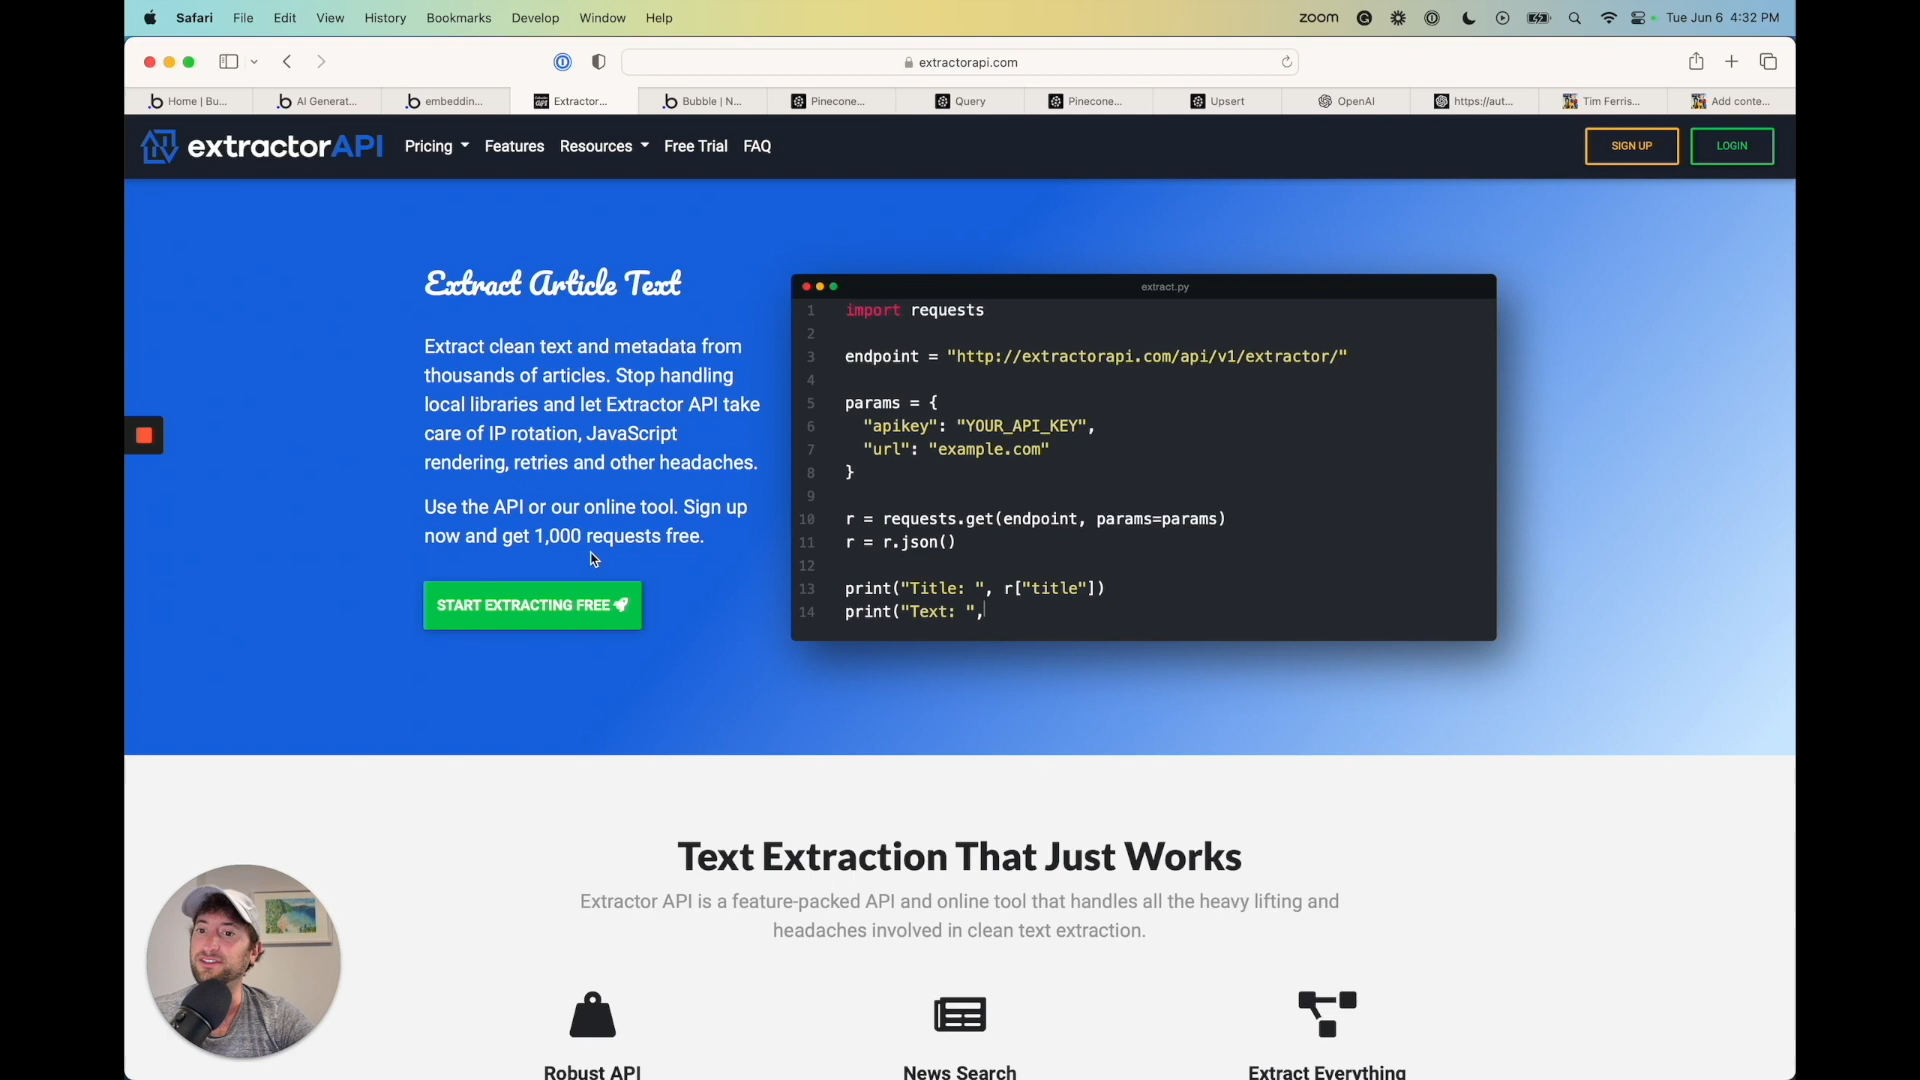 Safari File Edit View History Bookmarks Develop Window Help zoom Tue Jun 6 4:32 PM
extractorapi.com
Home | Bu... AI Generat... embeddin... Extractor... Bubble | N... Pinecone... Query Pinecone... Upsert OpenAI https://aut... Tim Ferris... Add conte...
extractorAPI Pricing Features Resources Free Trial FAQ SIGN UP LOGIN
Extract Article Text
Extract clean text and metadata from
thousands of articles. Stop handling
local libraries and let Extractor API take
care of IP rotation, JavaScript
rendering, retries and other headaches.
Use the API or our online tool. Sign up
now and get 1,000 requests free.
START EXTRACTING FREE
extract.py
1 import requests
2
3 endpoint = "http://extractorapi.com/api/v1/extractor/"
4
5 params = {
6 "apikey": "YOUR_API_KEY",
7 "url": "example.com"
8 }
9
10 r = requests.get(endpoint, params=params)
11 r = r.json()
12
13 print("Title: ", r["title"])
14 print("Text: ",
Text Extraction That Just Works
Extractor API is a feature-packed API and online tool that handles all the heavy lifting and
headaches involved in clean text extraction.
Robust API News Search Extract Everything